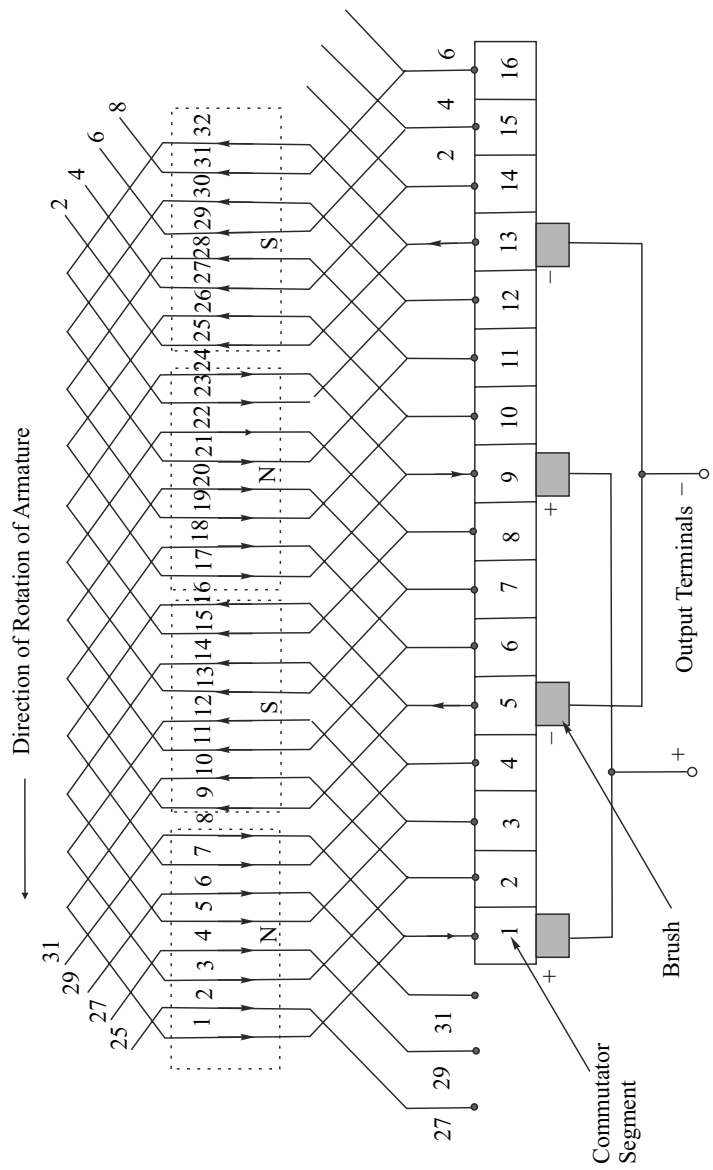 Direction of Rotation of Armature
31
29
27
25
2
4
6
8
1 2 3 4 5 6 7 8 9 10 11 12 13 14 15 16 17 18 19 20 21 22 23 24 25 26 27 28 29 30 31 32
N S N S
27 29 31
2 4 6
1 2 3 4 5 6 7 8 9 10 11 12 13 14 15 16
+ − + −
Commutator
Segment
Brush
+
Output Terminals −